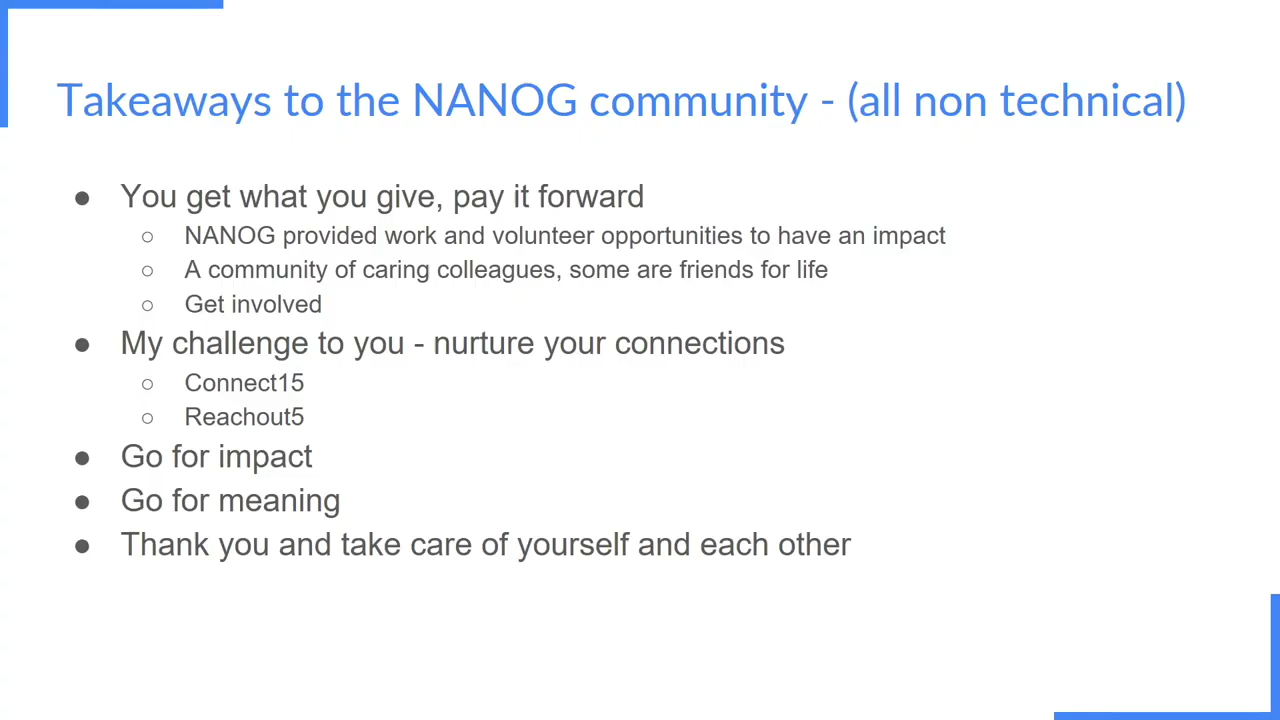 Takeaways to the NANOG community - (all non technical)
● You get what you give, pay it forward
○ NANOG provided work and volunteer opportunities to have an impact
○ A community of caring colleagues, some are friends for life
○ Get involved
● My challenge to you - nurture your connections
○ Connect15
○ Reachout5
● Go for impact
● Go for meaning
● Thank you and take care of yourself and each other